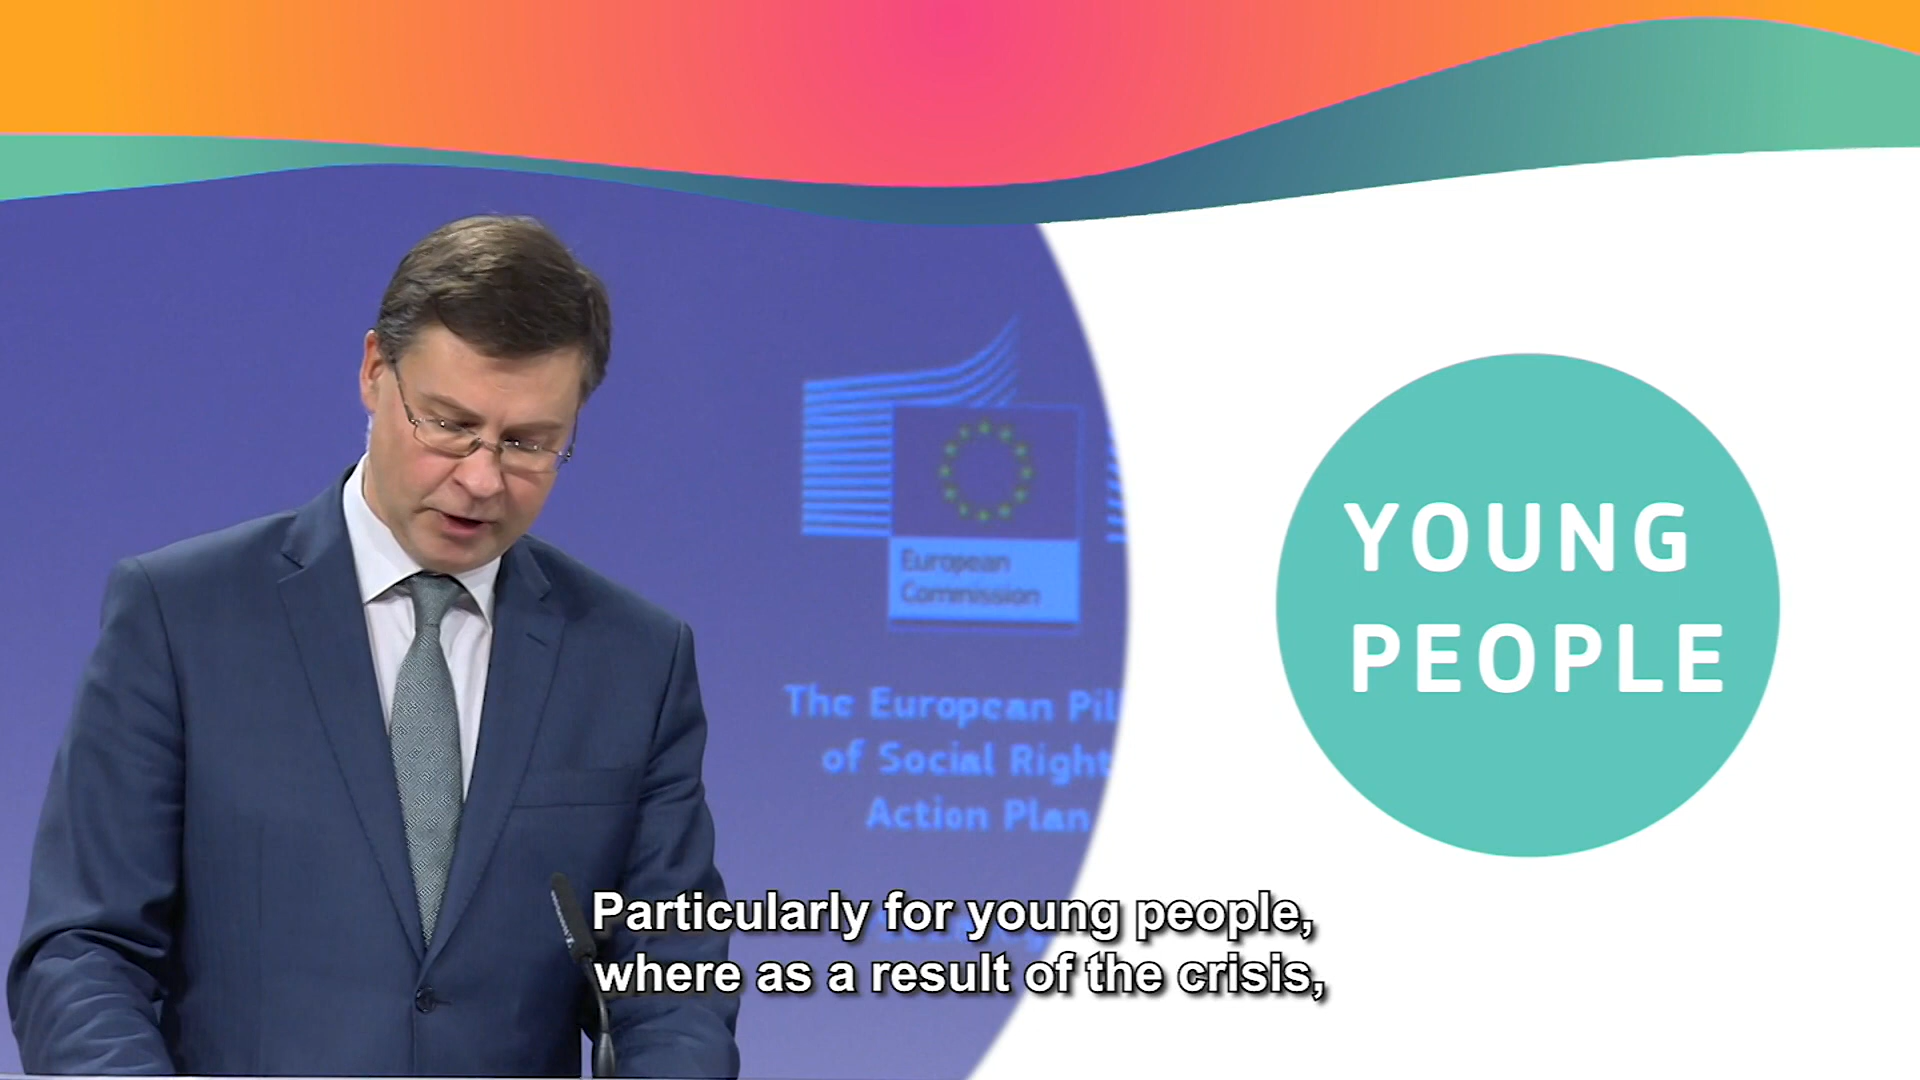 European
Commission
The European Pil
of Social Right
Action Plan
YOUNG
PEOPLE
Particularly for young people,
where as a result of the crisis,